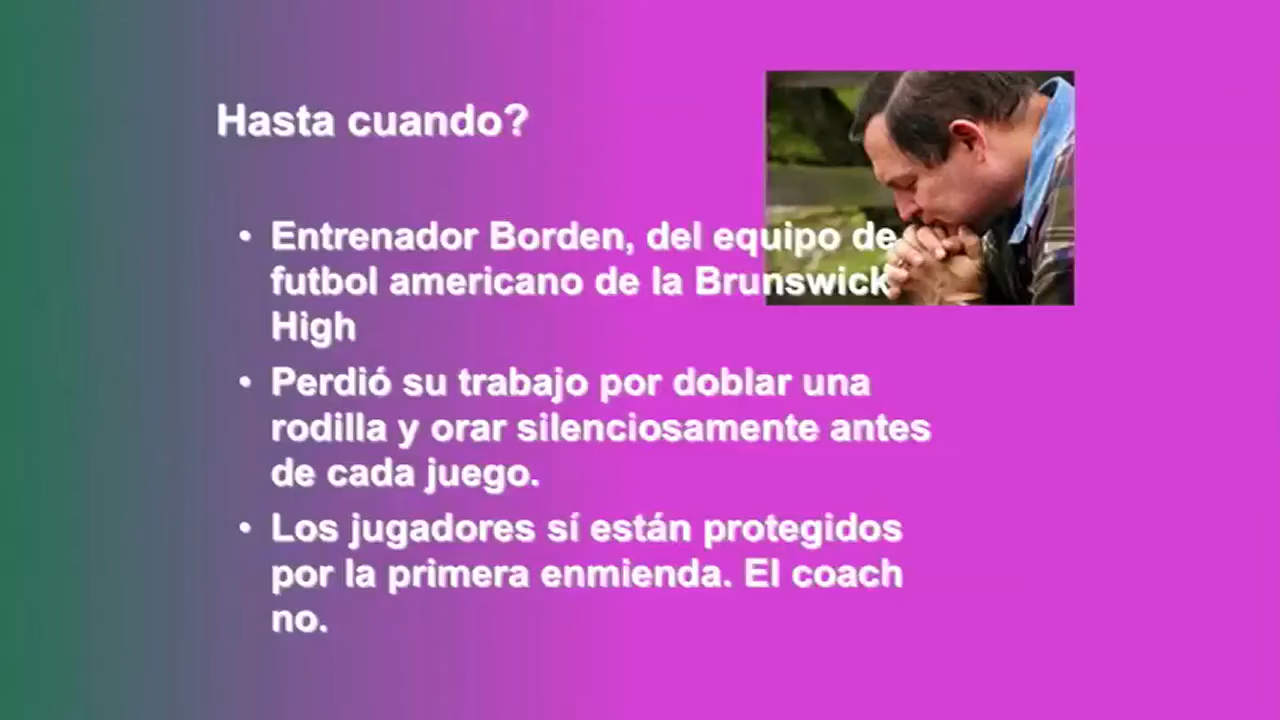 Hasta cuando?
• Entrenador Borden, del equipo de
futbol americano de la Brunswick
High
• Perdió su trabajo por doblar una
rodilla y orar silenciosamente antes
de cada juego.
• Los jugadores sí están protegidos
por la primera enmienda. El coach
no.